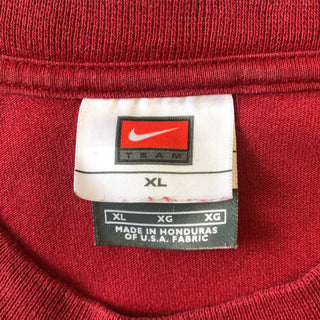 TEAM
XL
XL XG XG
MADE IN HONDURAS
OF U.S.A. FABRIC